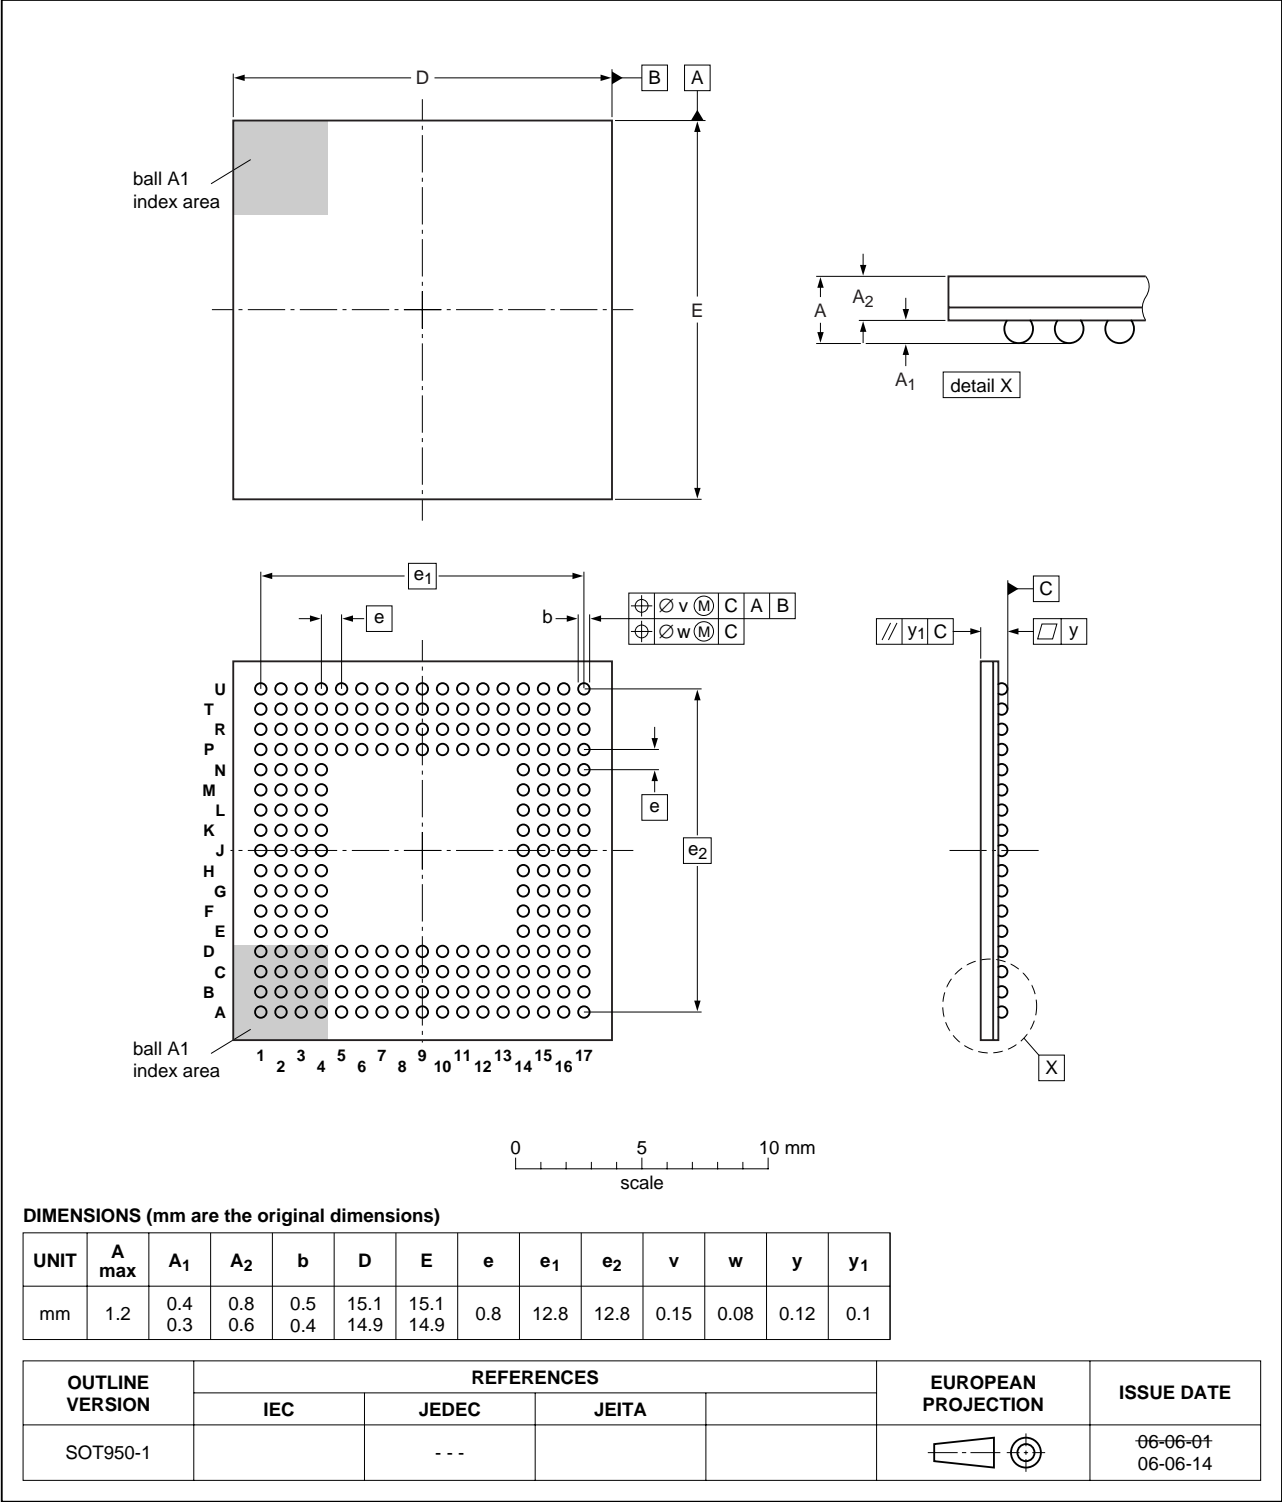 D
B
A
ball A1
index area
E
A
A2
A1
detail X
e1
e
b
Ø v M C A B
Ø w M C
C
// y1 C
y
U
T
R
P
N
M
L
K
J
H
G
F
E
D
C
B
A
e
e2
ball A1
index area
1 2 3 4 5 6 7 8 9 10 11 12 13 14 15 16 17
X
0 5 10 mm
scale
DIMENSIONS (mm are the original dimensions)
UNIT A max A1 A2 b D E e e1 e2 v w y y1
mm 1.2 0.4 0.3 0.8 0.6 0.5 0.4 15.1 14.9 15.1 14.9 0.8 12.8 12.8 0.15 0.08 0.12 0.1
OUTLINE VERSION REFERENCES EUROPEAN PROJECTION ISSUE DATE
IEC JEDEC JEITA
SOT950-1 - - - 06-06-01
06-06-14